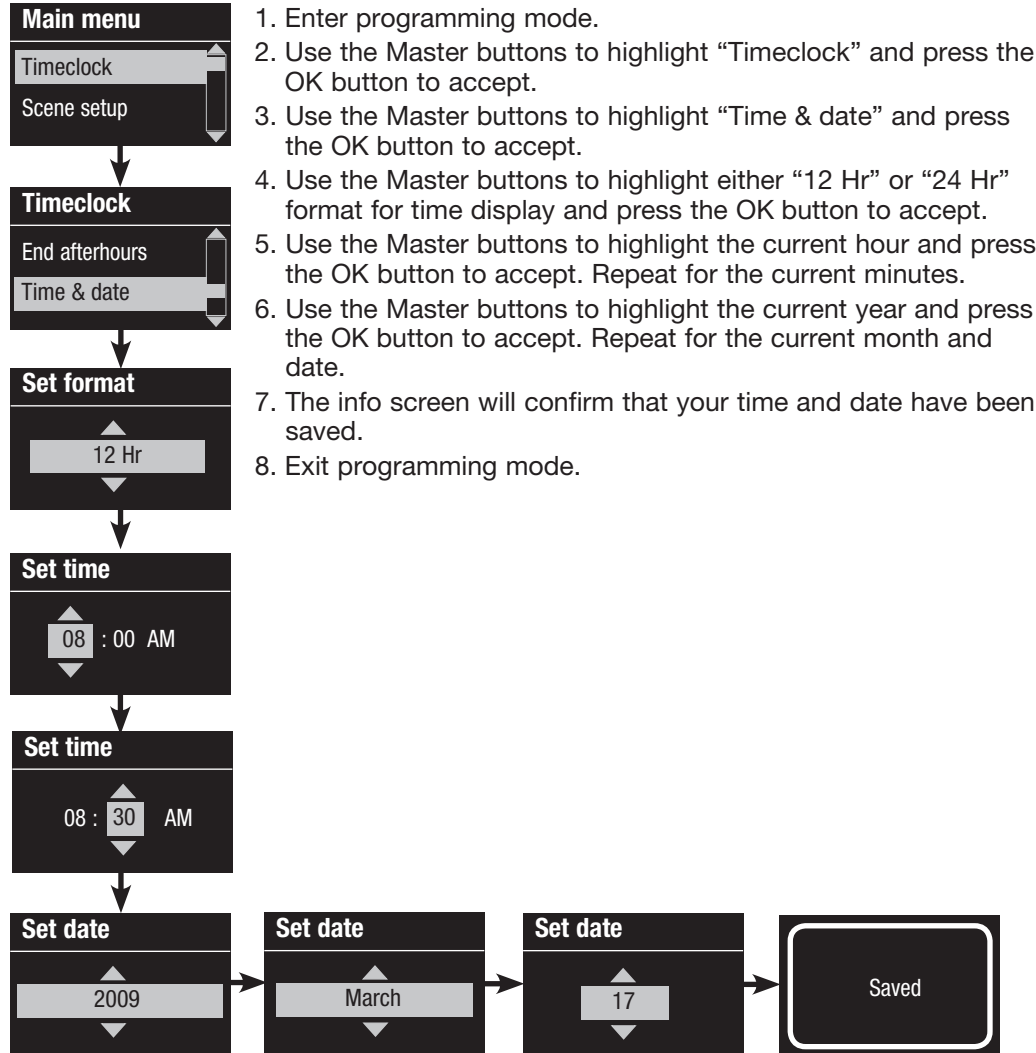 Main menu
Timeclock
Scene setup
Timeclock
End afterhours
Time & date
Set format
12 Hr
Set time
08 : 00 AM
Set time
08 : 30 AM
Set date
2009
Set date
March
Set date
17
Saved
1. Enter programming mode.
2. Use the Master buttons to highlight “Timeclock” and press the
OK button to accept.
3. Use the Master buttons to highlight “Time & date” and press
the OK button to accept.
4. Use the Master buttons to highlight either “12 Hr” or “24 Hr”
format for time display and press the OK button to accept.
5. Use the Master buttons to highlight the current hour and press
the OK button to accept. Repeat for the current minutes.
6. Use the Master buttons to highlight the current year and press
the OK button to accept. Repeat for the current month and
date.
7. The info screen will confirm that your time and date have been
saved.
8. Exit programming mode.